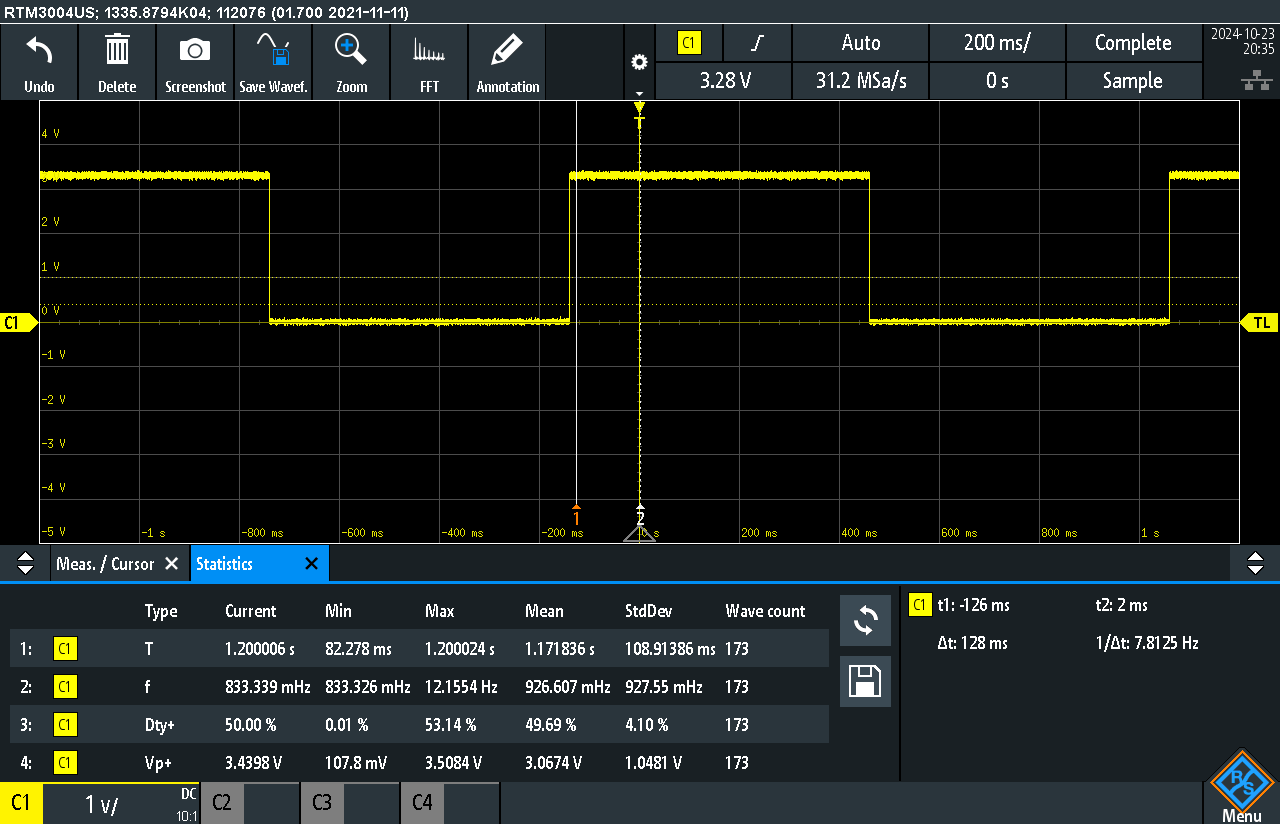 RTM3004US; 1335.8794K04; 112076 (01.700 2021-11-11)
Undo Delete Screenshot Save Wavef. Zoom FFT Annotation
C1 Auto 200 ms/ Complete
3.28 V 31.2 MSa/s 0 s Sample
2024-10-23
20:35
T
4 V
2 V
1 V
0 V
C1 TL
-1 V
-2 V
-3 V
-4 V
1 2
-5 V -1 s -800 ms -600 ms -400 ms -200 ms 0 s 200 ms 400 ms 600 ms 800 ms 1 s
Meas. / Cursor Statistics
Type Current Min Max Mean StdDev Wave count
1: C1 T 1.200006 s 82.278 ms 1.200024 s 1.171836 s 108.91386 ms 173
2: C1 f 833.339 mHz 833.326 mHz 12.1554 Hz 926.607 mHz 927.55 mHz 173
3: C1 Dty+ 50.00 % 0.01 % 53.14 % 49.69 % 4.10 % 173
4: C1 Vp+ 3.4398 V 107.8 mV 3.5084 V 3.0674 V 1.0481 V 173
C1 t1: -126 ms t2: 2 ms
Δt: 128 ms 1/Δt: 7.8125 Hz
C1 1 V/ DC 10:1 C2 C3 C4
R S
Menu